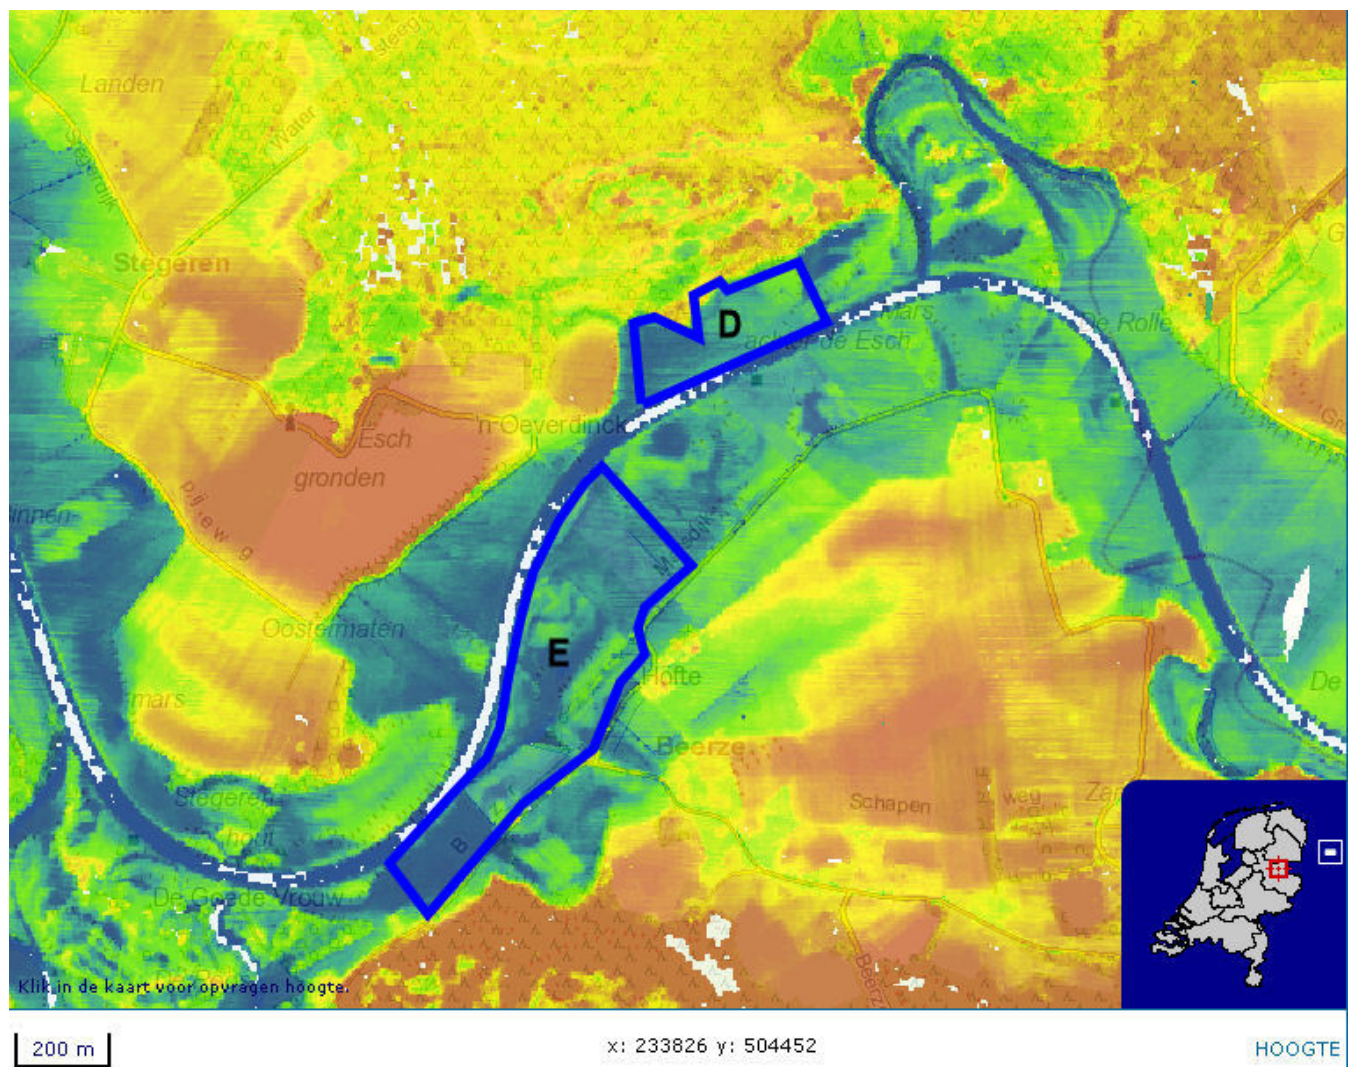 Landen
Water
Stegeren
D
mars
achter de Esch
De Rolle
'n Oeverdinck
Esch
gronden
E
Hofte
Oostermaten
mars
Beerze
De
Stegeren
Schapen
weg
De Goede Vrouw
Klik in de kaart voor opvragen hoogte.
200 m
x: 233826 y: 504452
HOOGTE